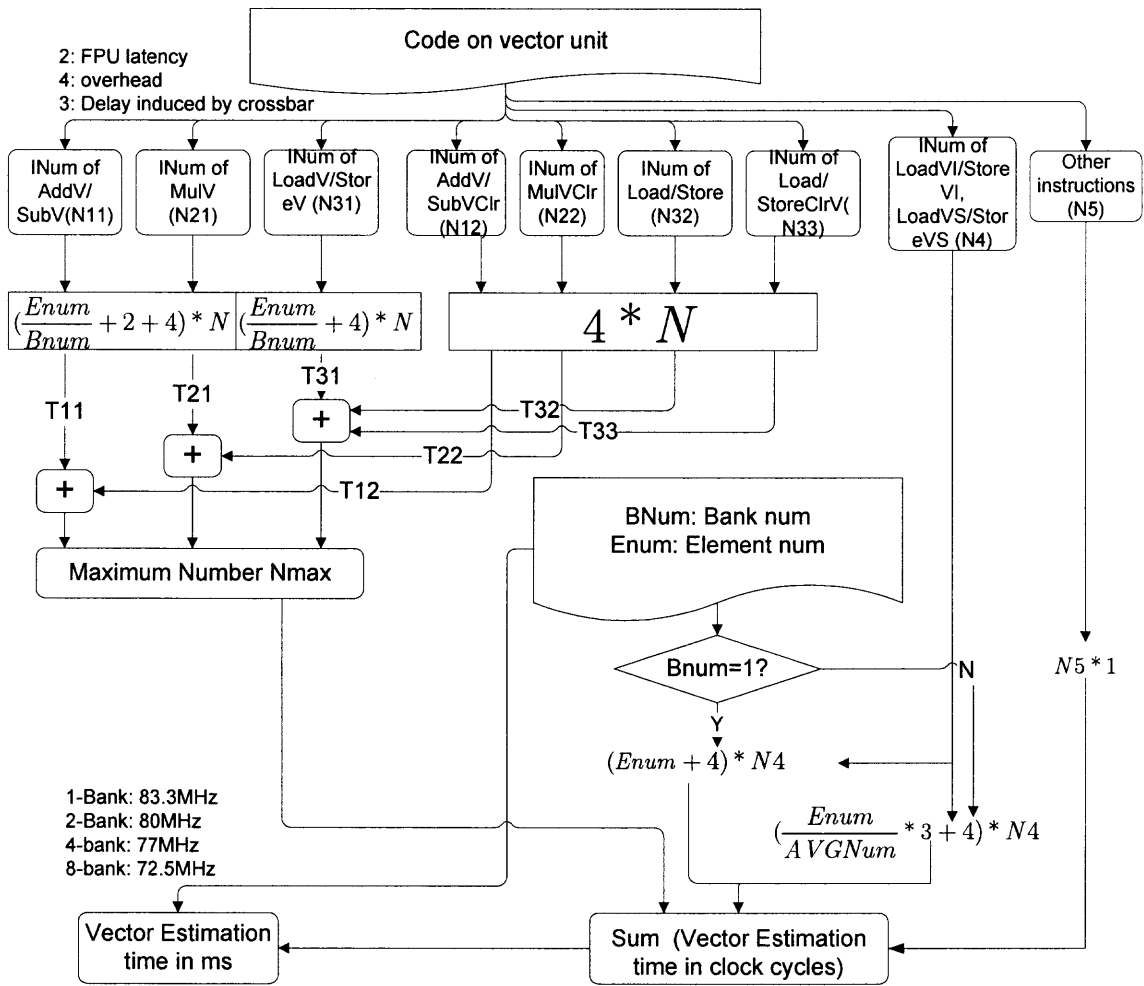 Code on vector unit
2: FPU latency
4: overhead
3: Delay induced by crossbar
INum of
AddV/
SubV(N11)
INum of
MulV
(N21)
INum of
LoadV/Stor
eV (N31)
INum of
AddV/
SubVClr
(N12)
INum of
MulVClr
(N22)
INum of
Load/Store
(N32)
INum of
Load/
StoreClrV(
N33)
INum of
LoadVI/Store
VI,
LoadVS/Stor
eVS (N4)
Other
instructions
(N5)
(Enum/Bnum + 2 + 4) * N
(Enum/Bnum + 4) * N
4 * N
T11
T21
T31
T32
T33
T22
T12
+
+
+
Maximum Number Nmax
BNum: Bank num
Enum: Element num
Bnum=1?
N
Y
N5 * 1
(Enum + 4) * N4
(Enum/AVGNum * 3 + 4) * N4
1-Bank: 83.3MHz
2-Bank: 80MHz
4-bank: 77MHz
8-bank: 72.5MHz
Vector Estimation
time in ms
Sum (Vector Estimation
time in clock cycles)